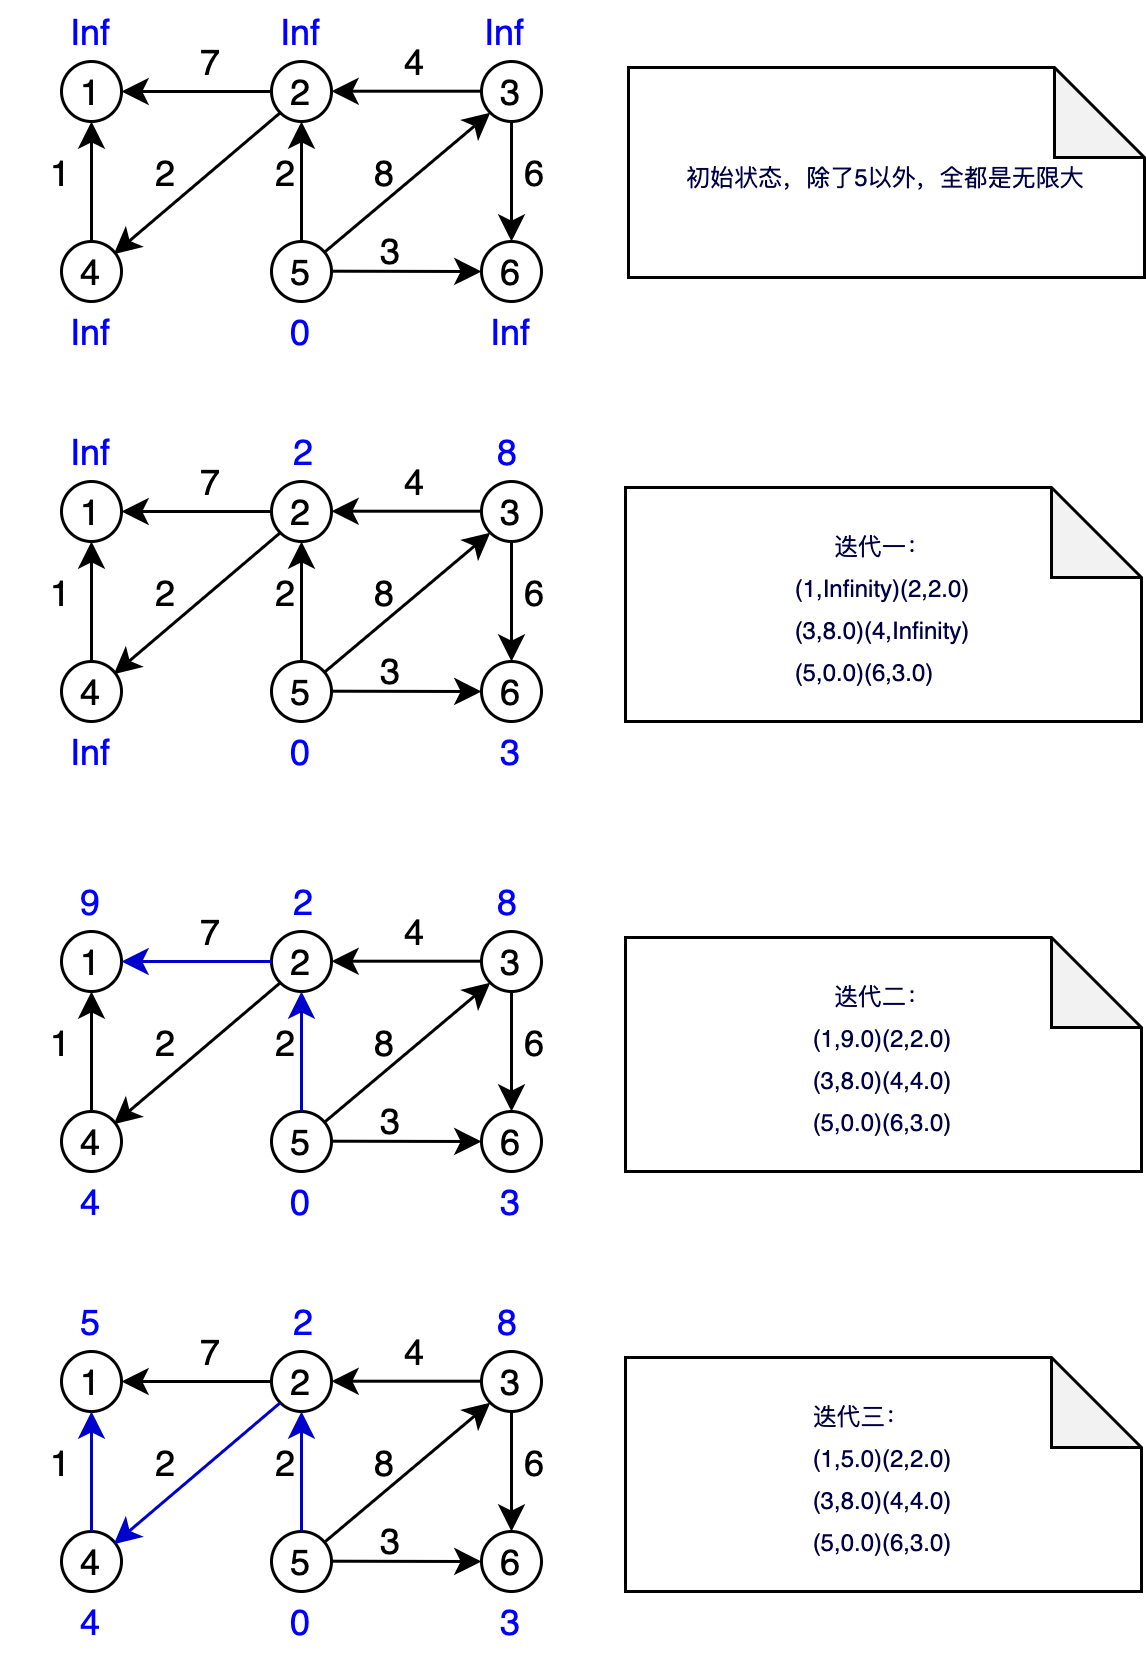 Inf Inf Inf
7 4
1 2 3
1 2 2 8 6
3
4 5 6
Inf 0 Inf
初始状态，除了5以外，全都是无限大
Inf 2 8
7 4
1 2 3
1 2 2 8 6
3
4 5 6
Inf 0 3
迭代一：
(1,Infinity)(2,2.0)
(3,8.0)(4,Infinity)
(5,0.0)(6,3.0)
9 2 8
7 4
1 2 3
1 2 2 8 6
3
4 5 6
4 0 3
迭代二：
(1,9.0)(2,2.0)
(3,8.0)(4,4.0)
(5,0.0)(6,3.0)
5 2 8
7 4
1 2 3
1 2 2 8 6
3
4 5 6
4 0 3
迭代三：
(1,5.0)(2,2.0)
(3,8.0)(4,4.0)
(5,0.0)(6,3.0)